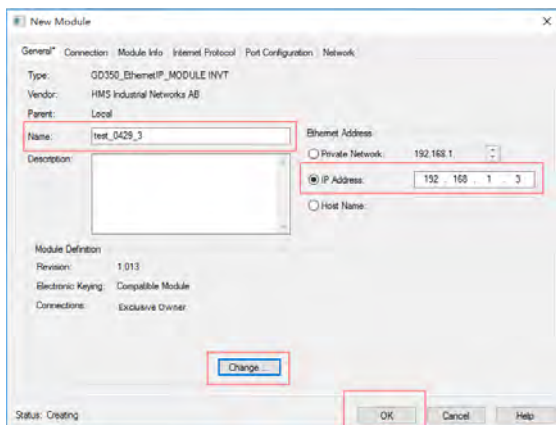 New Module
General* Connection Module Info Internet Protocol Port Configuration Network
Type: GD350_EthernetIP_MODULE INVT
Vendor: HMS Industrial Networks AB
Parent: Local
Name: test_0429_3
Description:
Ethernet Address
Private Network: 192.168.1.
IP Address: 192 . 168 . 1 . 3
Host Name:
Module Definition
Revision: 1.013
Electronic Keying: Compatible Module
Connections: Exclusive Owner
Change ...
Status: Creating
OK Cancel Help